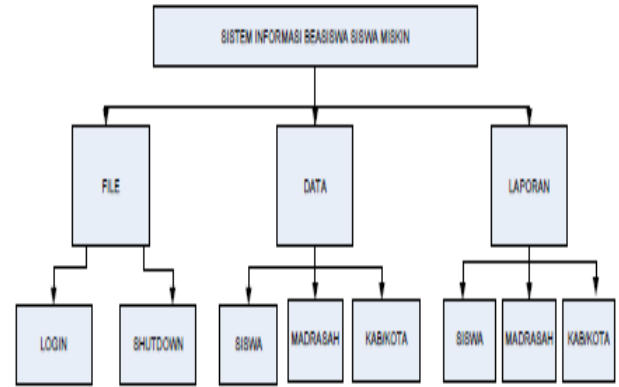 SISTEM INFORMASI BEASISWA SISWA MISKIN
FILE
DATA
LAPORAN
LOGIN
SHUTDOWN
SISWA
MADRASAH
KAB/KOTA
SISWA
MADRASAH
KAB/KOTA